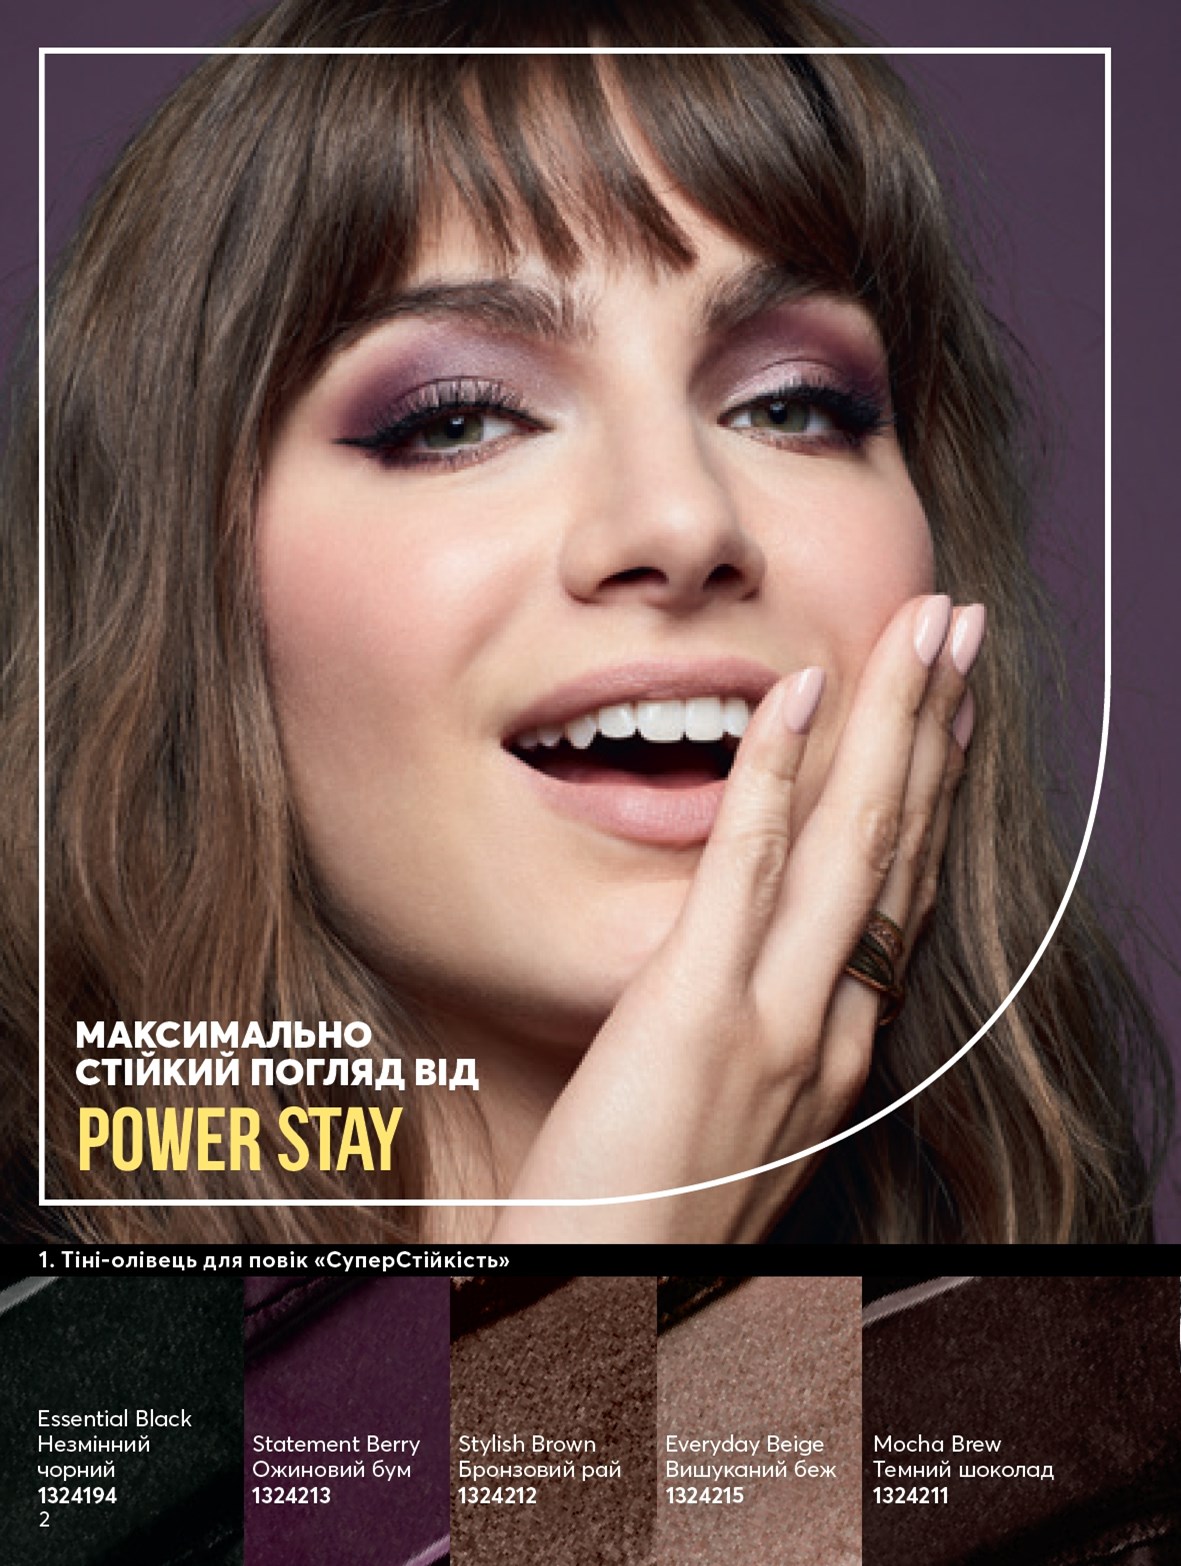 МАКСИМАЛЬНО
СТІЙКИЙ ПОГЛЯД ВІД
POWER STAY
1. Тіні-олівець для повік «СуперСтійкість»
Essential Black
Незмінний
чорний
1324194
Statement Berry
Ожиновий бум
1324213
Stylish Brown
Бронзовий рай
1324212
Everyday Beige
Вишуканий беж
1324215
Mocha Brew
Темний шоколад
1324211
2